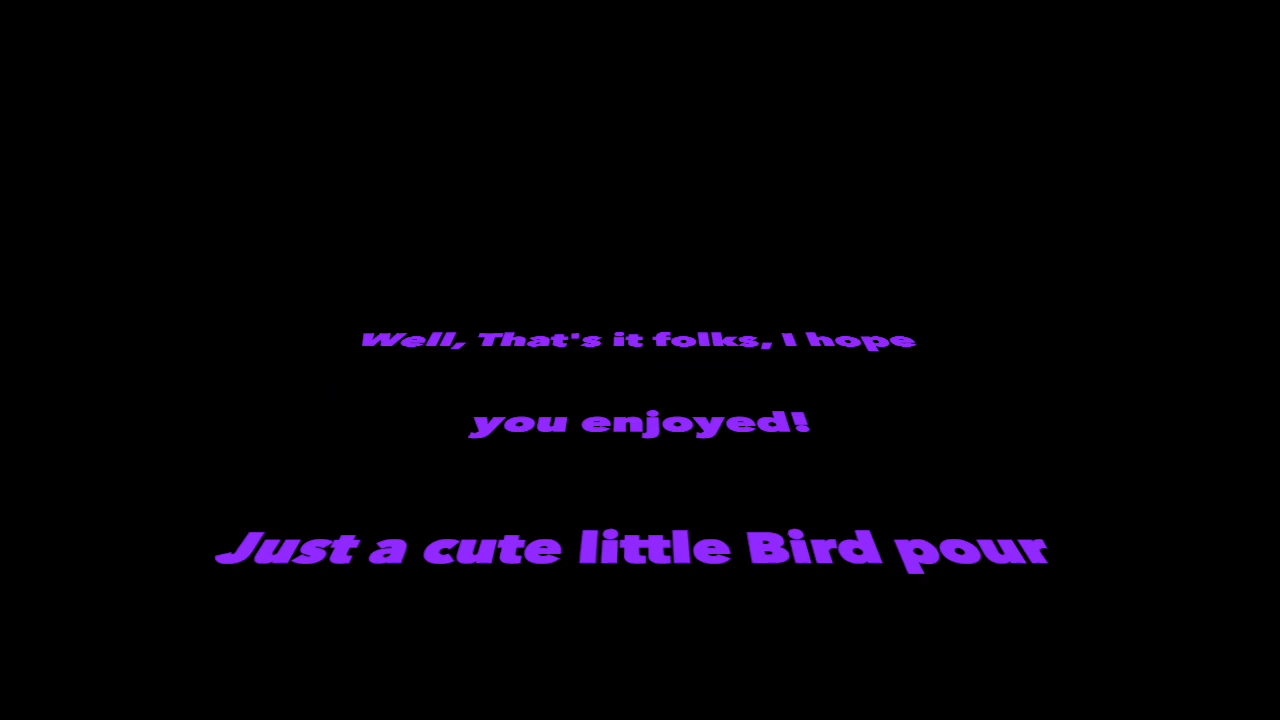 Well, That's it folks, I hope
you enjoyed!
Just a cute little Bird pour